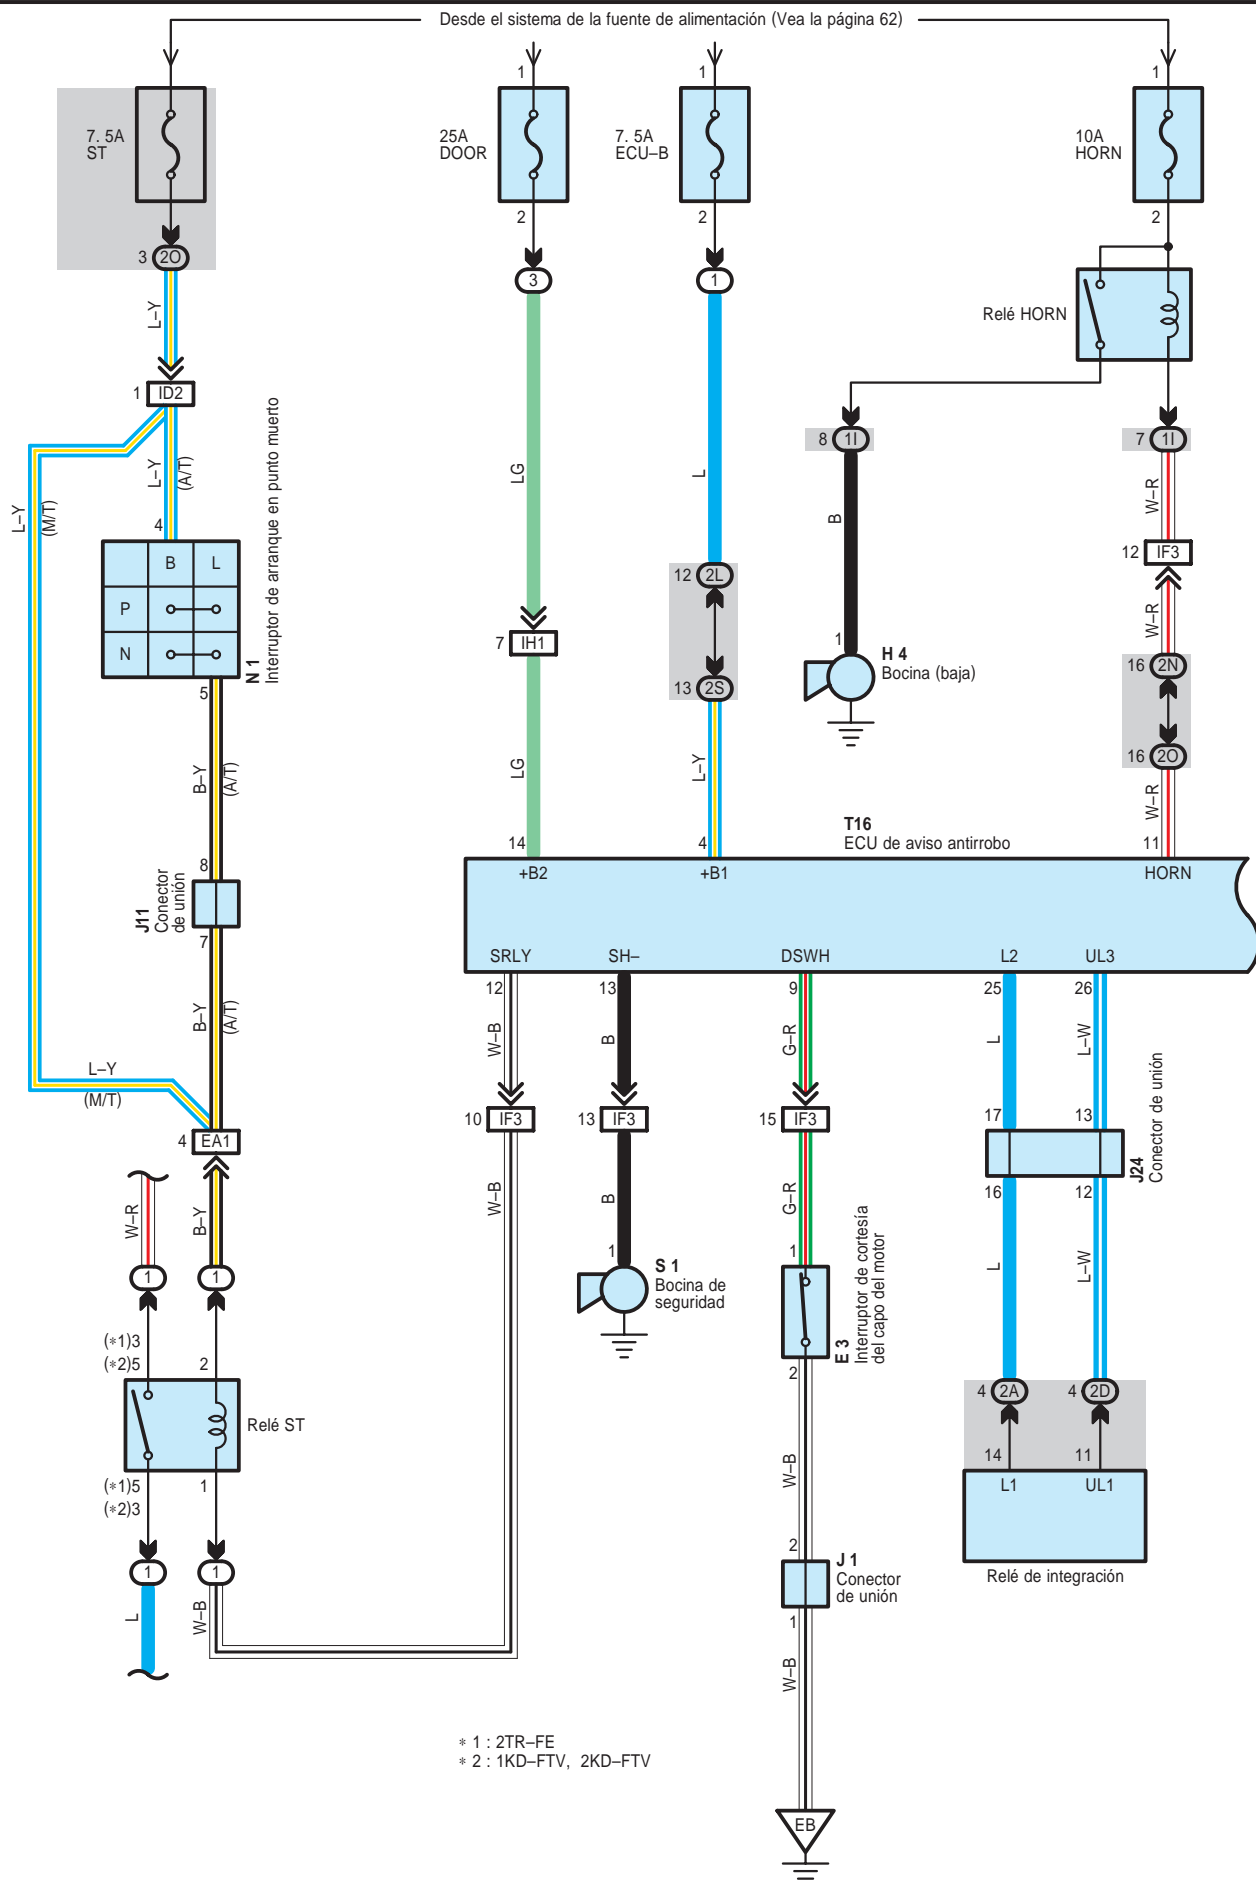 Desde el sistema de la fuente de alimentación (Vea la página 62)
1 1 1
7. 5A
ST
25A
DOOR
7. 5A
ECU–B
10A
HORN
2 2 2
3 2O
3
1
Relé HORN
L–Y
1 ID2
8 1I
7 1I
L–Y
(M/T)
L–Y
(A/T)
LG
L
B
W–R
12 IF3
4
B L
P
N
N 1
Interruptor de arranque en punto muerto
12 2L
W–R
7 IH1
1
H 4
Bocina (baja)
16 2N
13 2S
5
16 2O
B–Y
(A/T)
LG
L–Y
W–R
T16
ECU de aviso antirrobo
14 4 11
+B2 +B1 HORN
8
J11
Conector
de unión
7
SRLY SH– DSWH L2 UL3
12 13 9 25 26
B–Y
(A/T)
W–B
B
G–R
L
L–W
L–Y
(M/T)
10 IF3
13 IF3
15 IF3
17 13
J24
Conector de unión
16 12
4 EA1
W–R
B–Y
W–B
B
G–R
L
L–W
1 1
1
S 1
Bocina de
seguridad
1
E 3
Interruptor de cortesía
del capo del motor
2
(∗1)3
(∗2)5
2
Relé ST
(∗1)5
(∗2)3
1
4 2A
4 2D
14 11
L1 UL1
Relé de integración
W–B
2
J 1
Conector
de unión
1
1 1
L
W–B
W–B
∗ 1 : 2TR–FE
∗ 2 : 1KD–FTV, 2KD–FTV
EB